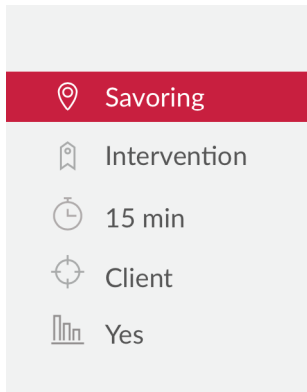 Savoring
Intervention
15 min
Client
Yes